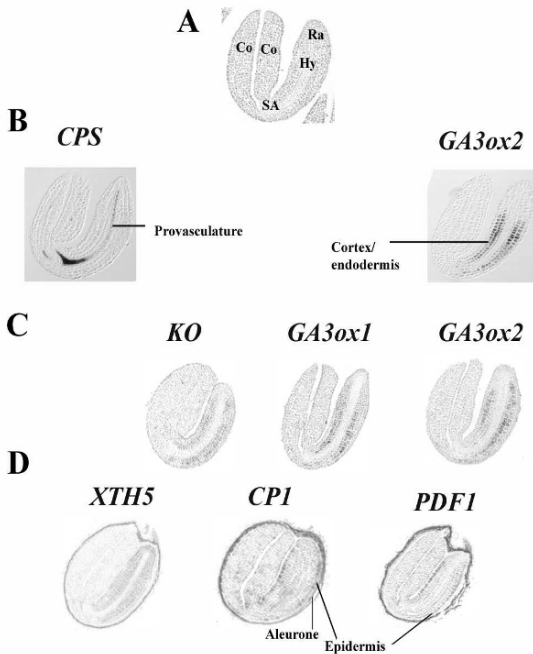 A
Co Co Ra
Hy
SA
B
CPS GA3ox2
Provasculature
Cortex/
endodermis
C
KO GA3ox1 GA3ox2
D
XTH5 CP1 PDF1
Aleurone
Epidermis